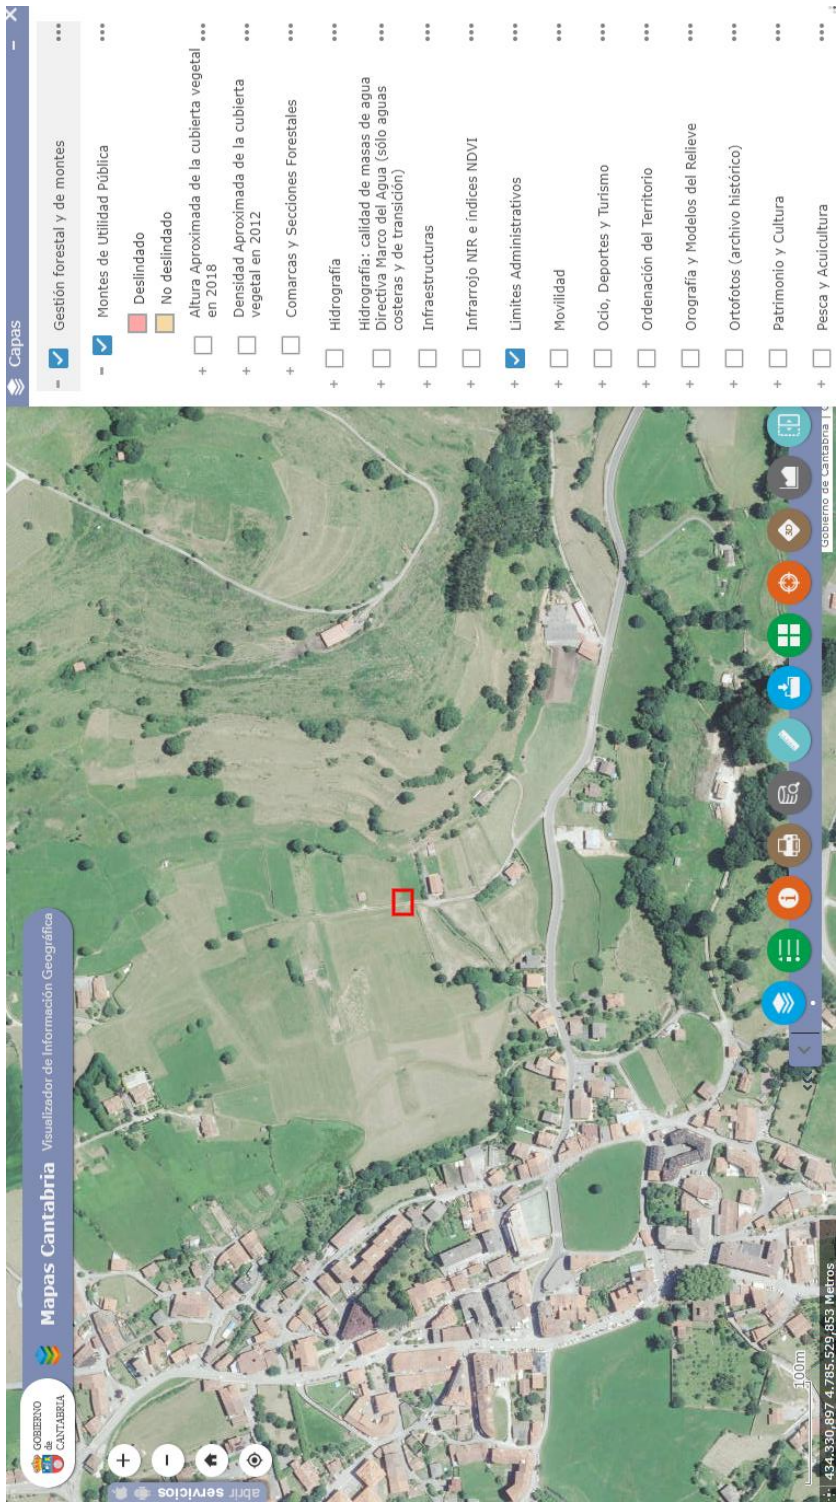 GOBIERNO
de
CANTABRIA
Mapas Cantabria Visualizador de Información Geográfica
abrir servicios
Capas
Gestión forestal y de montes
Montes de Utilidad Pública
Deslindado
No deslindado
Altura Aproximada de la cubierta vegetal
en 2018
Densidad Aproximada de la cubierta
vegetal en 2012
Comarcas y Secciones Forestales
Hidrografía
Hidrografía: calidad de masas de agua
Directiva Marco del Agua (sólo aguas
costeras y de transición)
Infraestructuras
Infrarrojo NIR e índices NDVI
Límites Administrativos
Movilidad
Ocio, Deportes y Turismo
Ordenación del Territorio
Orografía y Modelos del Relieve
Ortofotos (archivo histórico)
Patrimonio y Cultura
Pesca y Acuicultura
3D
100m
434.330,897 4.785.529,853 Metros
Gobierno de Cantabria |